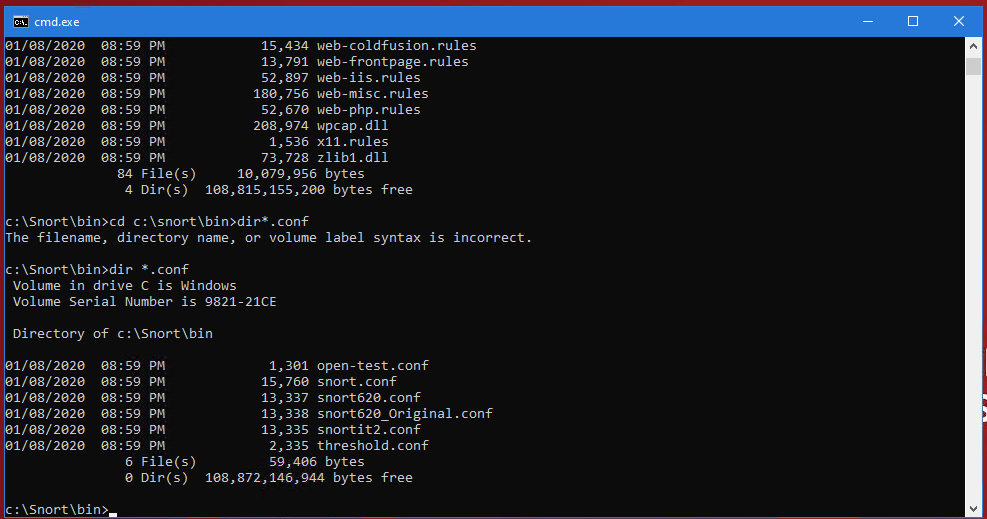 cmd.exe
01/08/2020  08:59 PM            15,434 web-coldfusion.rules
01/08/2020  08:59 PM            13,791 web-frontpage.rules
01/08/2020  08:59 PM            52,897 web-iis.rules
01/08/2020  08:59 PM           180,756 web-misc.rules
01/08/2020  08:59 PM            52,670 web-php.rules
01/08/2020  08:59 PM           208,974 wpcap.dll
01/08/2020  08:59 PM             1,536 x11.rules
01/08/2020  08:59 PM            73,728 zlib1.dll
              84 File(s)     10,079,956 bytes
               4 Dir(s)  108,815,155,200 bytes free
c:\Snort\bin>cd c:\snort\bin>dir*.conf
The filename, directory name, or volume label syntax is incorrect.
c:\Snort\bin>dir *.conf
 Volume in drive C is Windows
 Volume Serial Number is 9821-21CE
 Directory of c:\Snort\bin
01/08/2020  08:59 PM             1,301 open-test.conf
01/08/2020  08:59 PM            15,760 snort.conf
01/08/2020  08:59 PM            13,337 snort620.conf
01/08/2020  08:59 PM            13,338 snort620_Original.conf
01/08/2020  08:59 PM            13,335 snortit2.conf
01/08/2020  08:59 PM             2,335 threshold.conf
               6 File(s)         59,406 bytes
               0 Dir(s)  108,872,146,944 bytes free
c:\Snort\bin>